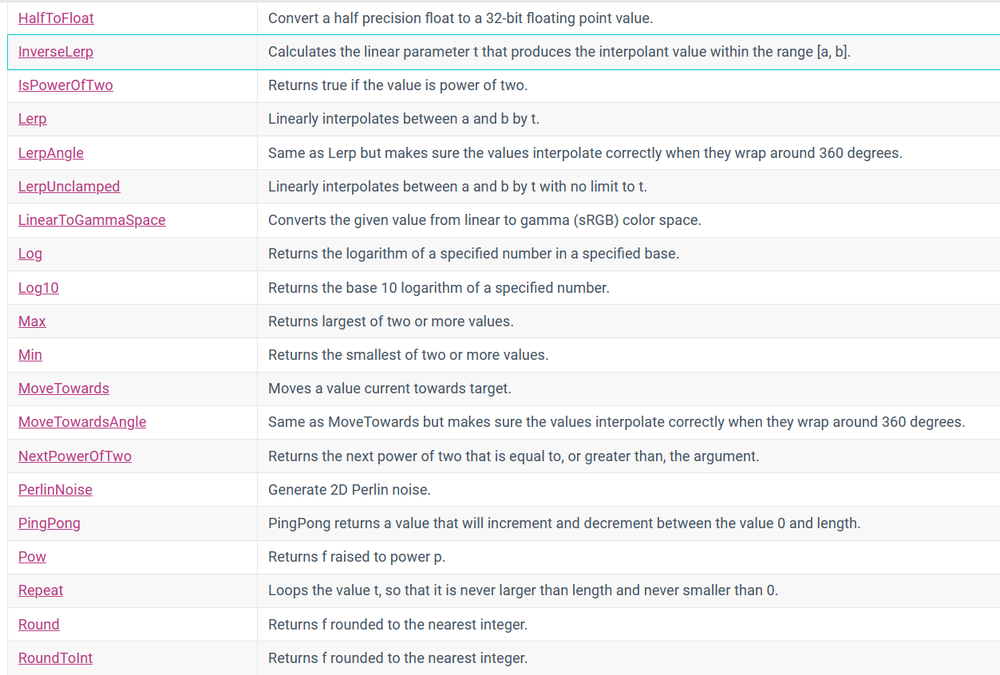 HalfToFloat Convert a half precision float to a 32-bit floating point value.
InverseLerp Calculates the linear parameter t that produces the interpolant value within the range [a, b].
IsPowerOfTwo Returns true if the value is power of two.
Lerp Linearly interpolates between a and b by t.
LerpAngle Same as Lerp but makes sure the values interpolate correctly when they wrap around 360 degrees.
LerpUnclamped Linearly interpolates between a and b by t with no limit to t.
LinearToGammaSpace Converts the given value from linear to gamma (sRGB) color space.
Log Returns the logarithm of a specified number in a specified base.
Log10 Returns the base 10 logarithm of a specified number.
Max Returns largest of two or more values.
Min Returns the smallest of two or more values.
MoveTowards Moves a value current towards target.
MoveTowardsAngle Same as MoveTowards but makes sure the values interpolate correctly when they wrap around 360 degrees.
NextPowerOfTwo Returns the next power of two that is equal to, or greater than, the argument.
PerlinNoise Generate 2D Perlin noise.
PingPong PingPong returns a value that will increment and decrement between the value 0 and length.
Pow Returns f raised to power p.
Repeat Loops the value t, so that it is never larger than length and never smaller than 0.
Round Returns f rounded to the nearest integer.
RoundToInt Returns f rounded to the nearest integer.